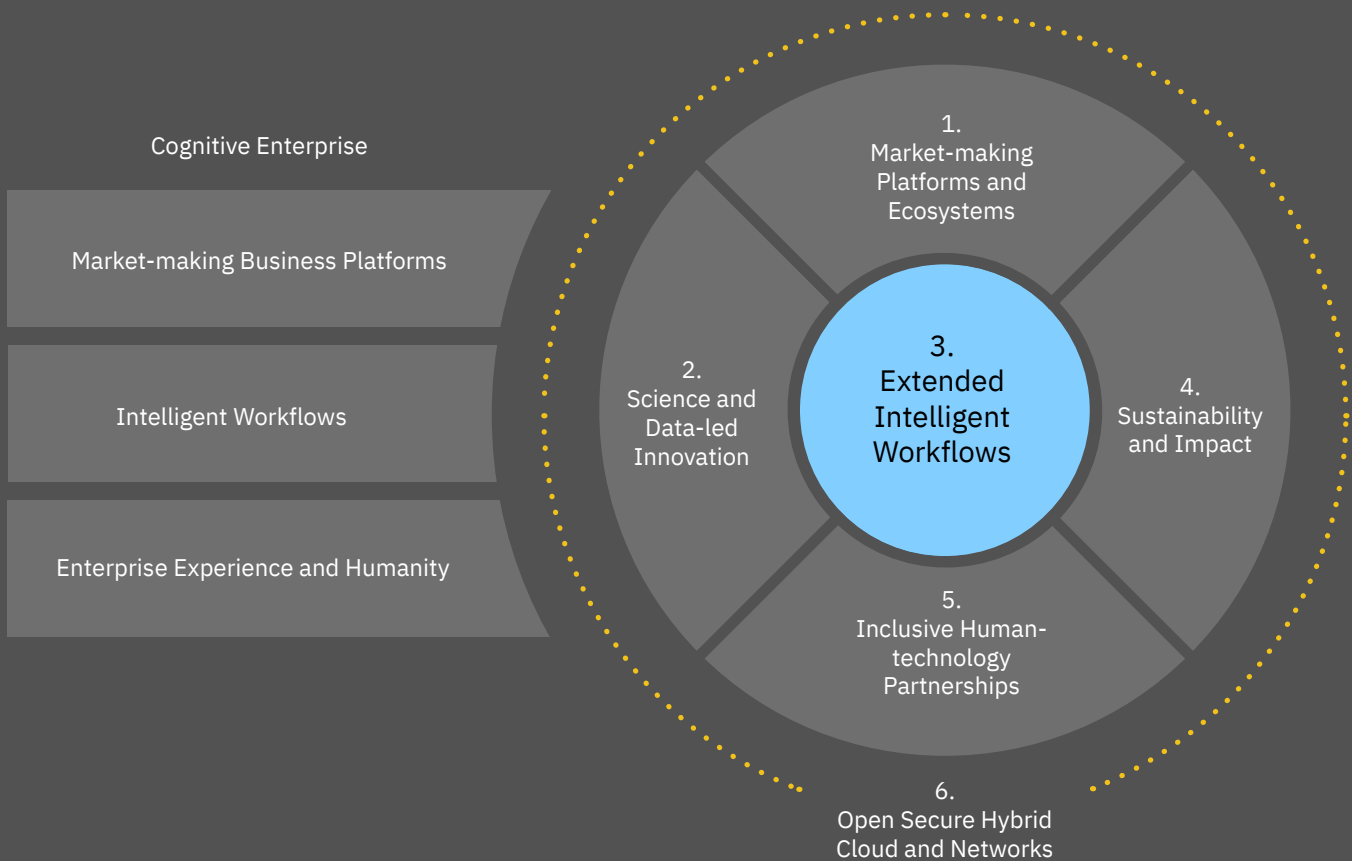 Cognitive Enterprise
Market-making Business Platforms
Intelligent Workflows
Enterprise Experience and Humanity
1.
Market-making
Platforms and
Ecosystems
2.
Science and
Data-led
Innovation
3.
Extended
Intelligent
Workflows
4.
Sustainability
and Impact
5.
Inclusive Human-
technology
Partnerships
6.
Open Secure Hybrid
Cloud and Networks